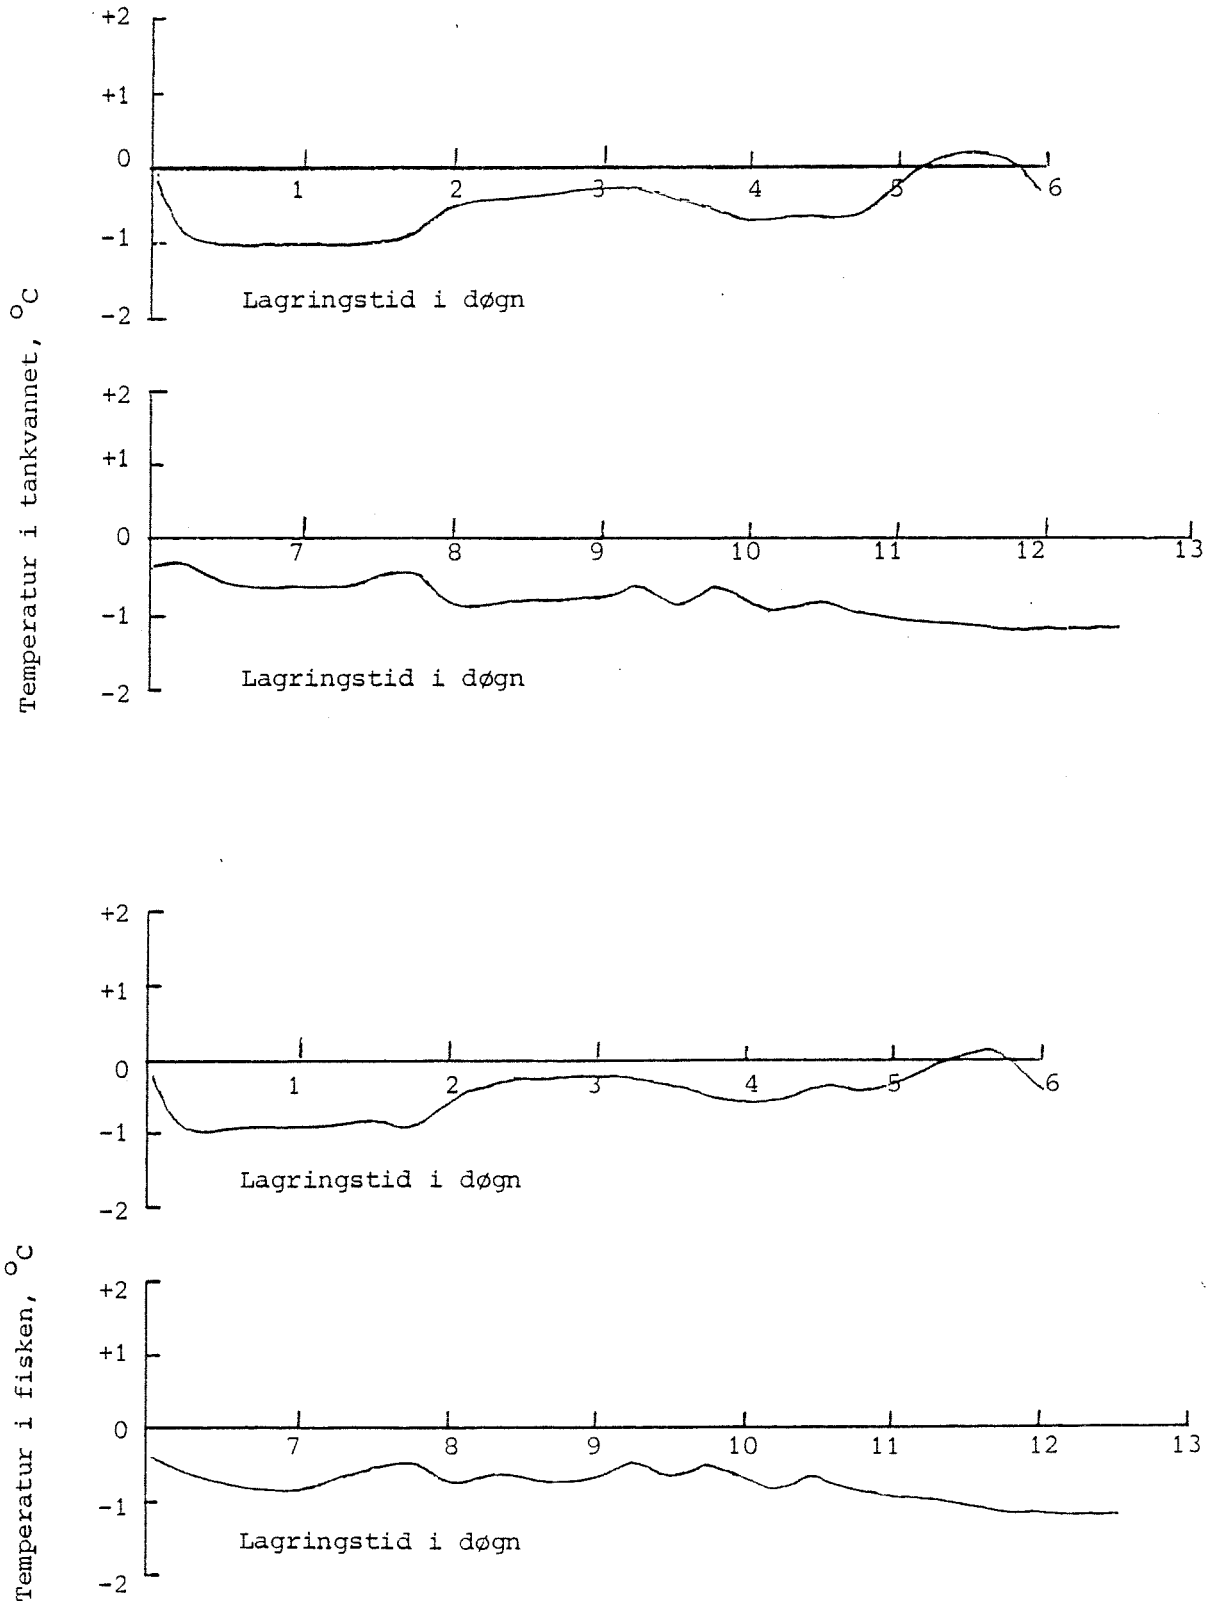 Temperatur i tankvannet, °C
+2
+1
0
-1
-2
1 2 3 4 5 6
Lagringstid i døgn
+2
+1
0
-1
-2
7 8 9 10 11 12 13
Lagringstid i døgn
Temperatur i fisken, °C
+2
+1
0
-1
-2
1 2 3 4 5 6
Lagringstid i døgn
+2
+1
0
-1
-2
7 8 9 10 11 12 13
Lagringstid i døgn